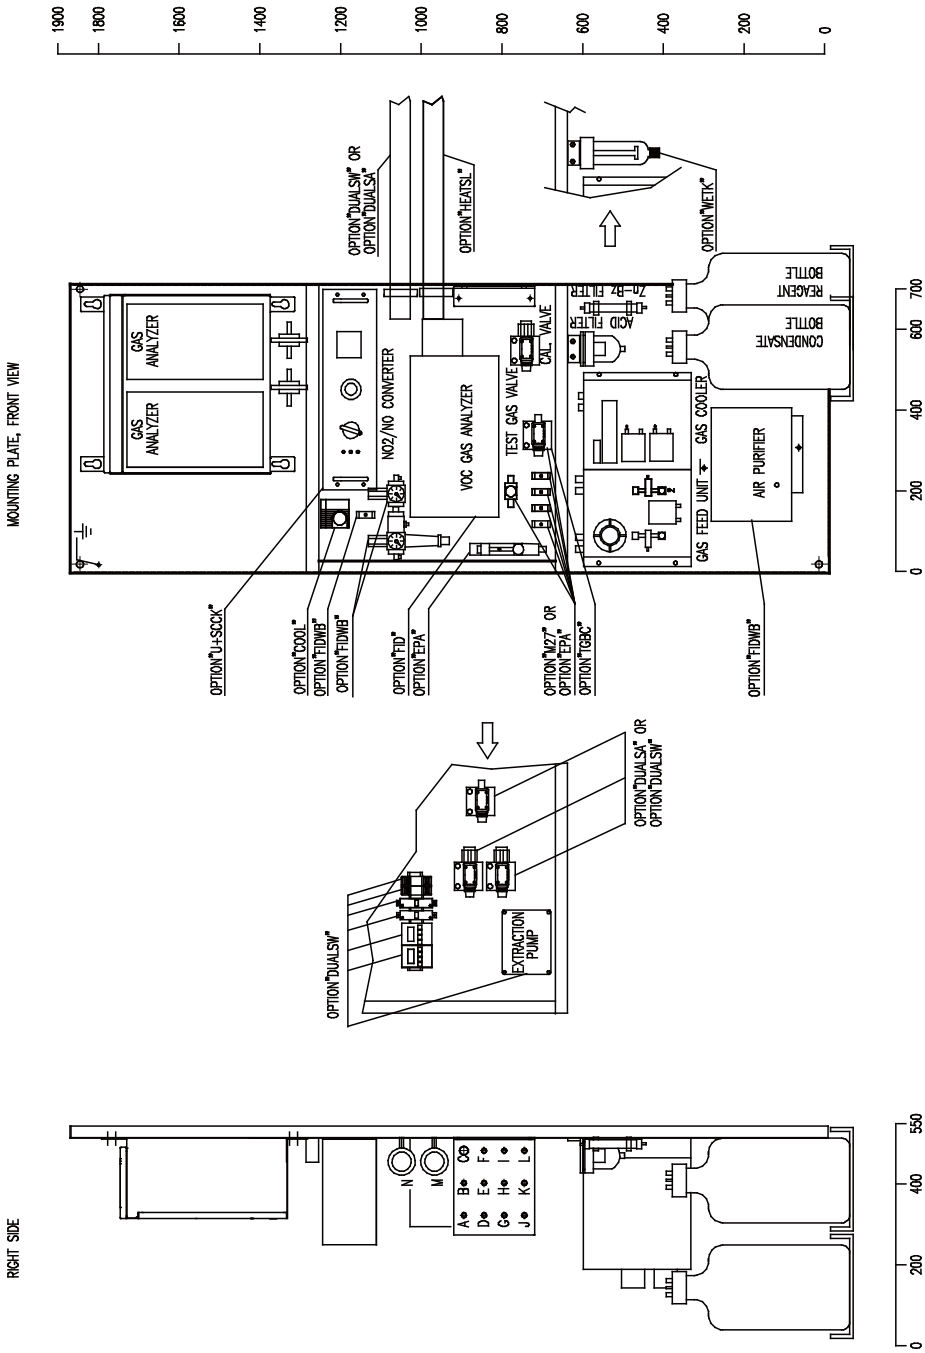 RIGHT SIDE
MOUNTING PLATE, FRONT VIEW
1900
1800
1600
1400
1200
1000
800
600
400
200
0
OPTION"DUALSW" OR
OPTION"DUALSA"
OPTION"HEATSL"
OPTION"WETK"
GAS
ANALYZER
GAS
ANALYZER
NO2/NO CONVERTER
VOC GAS ANALYZER
TEST GAS VALVE
CAL. VALVE
ACID FILTER
Zn-Bz FILTER
GAS FEED UNIT
GAS COOLER
AIR PURIFIER
CONDENSATE
BOTTLE
REAGENT
BOTTLE
0
200
400
600
700
OPTION"U+SCCK"
OPTION"COOL"
OPTION"FIDWB"
OPTION"FIDWB"
OPTION"FID"
OPTION"EPA"
OPTION"M27" OR
OPTION"EPA"
OPTION"TGBC"
OPTION"FIDWB"
OPTION"DUALSW"
EXTRACTION
PUMP
OPTION"DUALSA" OR
OPTION"DUALSW"
N
M
A B C
D E F
G H I
J K L
0
200
400
550